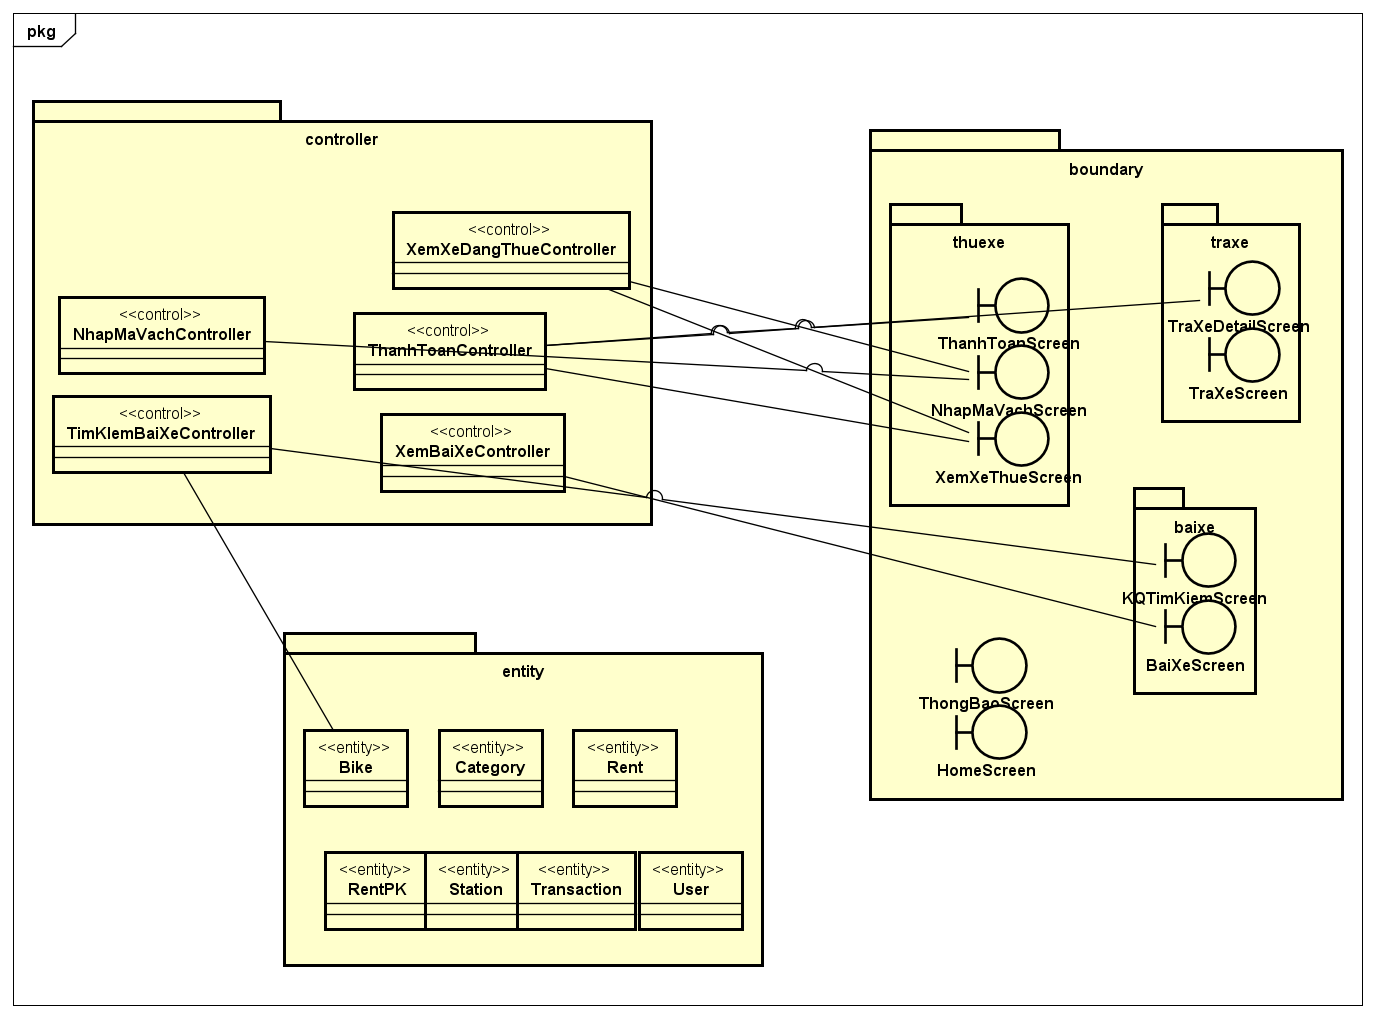 pkg
controller
<<control>>
XemXeDangThueController
<<control>>
NhapMaVachController
<<control>>
ThanhToanController
<<control>>
TimKIemBaiXeController
<<control>>
XemBaiXeController
boundary
thuexe
ThanhToanScreen
NhapMaVachScreen
XemXeThueScreen
traxe
TraXeDetailScreen
TraXeScreen
baixe
KQTimKiemScreen
BaiXeScreen
ThongBaoScreen
HomeScreen
entity
<<entity>>
Bike
<<entity>>
Category
<<entity>>
Rent
<<entity>>
RentPK
<<entity>>
Station
<<entity>>
Transaction
<<entity>>
User